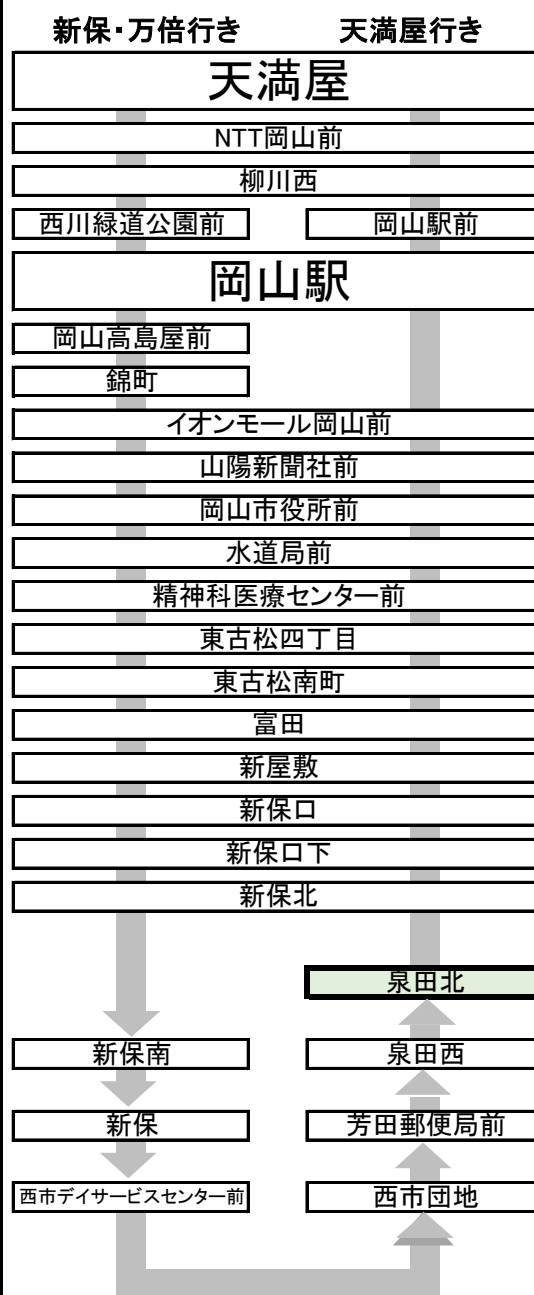 新保・万倍行き 天満屋行き
天満屋
NTT岡山前
柳川西
西川緑道公園前 岡山駅前
岡山駅
岡山高島屋前
錦町
イオンモール岡山前
山陽新聞社前
岡山市役所前
水道局前
精神科医療センター前
東古松四丁目
東古松南町
富田
新屋敷
新保口
新保口下
新保北
泉田北
新保南 泉田西
新保 芳田郵便局前
西市デイサービスセンター前 西市団地